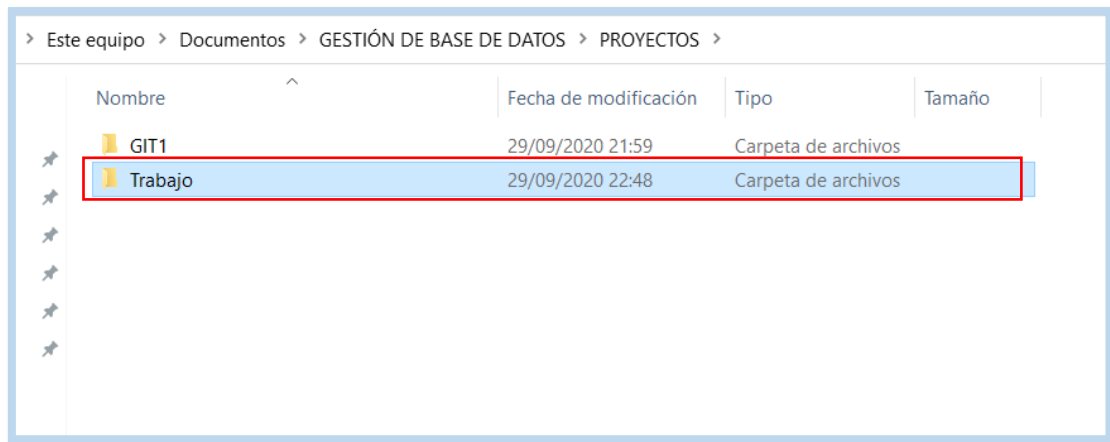 > Este equipo > Documentos > GESTIÓN DE BASE DE DATOS > PROYECTOS >
Nombre Fecha de modificación Tipo Tamaño
GIT1 29/09/2020 21:59 Carpeta de archivos
Trabajo 29/09/2020 22:48 Carpeta de archivos